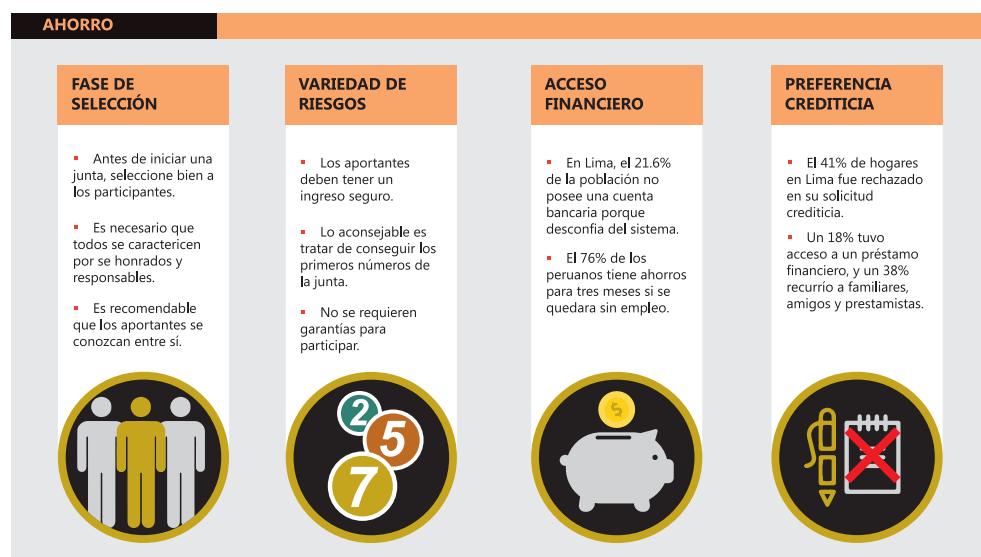 AHORRO
FASE DE
SELECCIÓN
▪ Antes de iniciar una
junta, seleccione bien a
los participantes.
▪ Es necesario que
todos se caractericen
por se honrados y
responsables.
▪ Es recomendable
que los aportantes se
conozcan entre sí.
VARIEDAD DE
RIESGOS
▪ Los aportantes
deben tener un
ingreso seguro.
▪ Lo aconsejable es
tratar de conseguir los
primeros números de
la junta.
▪ No se requieren
garantías para
participar.
2
5
7
ACCESO
FINANCIERO
▪ En Lima, el 21.6%
de la población no
posee una cuenta
bancaria porque
desconfia del sistema.
▪ El 76% de los
peruanos tiene ahorros
para tres meses si se
quedara sin empleo.
$
PREFERENCIA
CREDITICIA
▪ El 41% de hogares
en Lima fue rechazado
en su solicitud
crediticia.
▪ Un 18% tuvo
acceso a un préstamo
financiero, y un 38%
recurrío a familiares,
amigos y prestamistas.